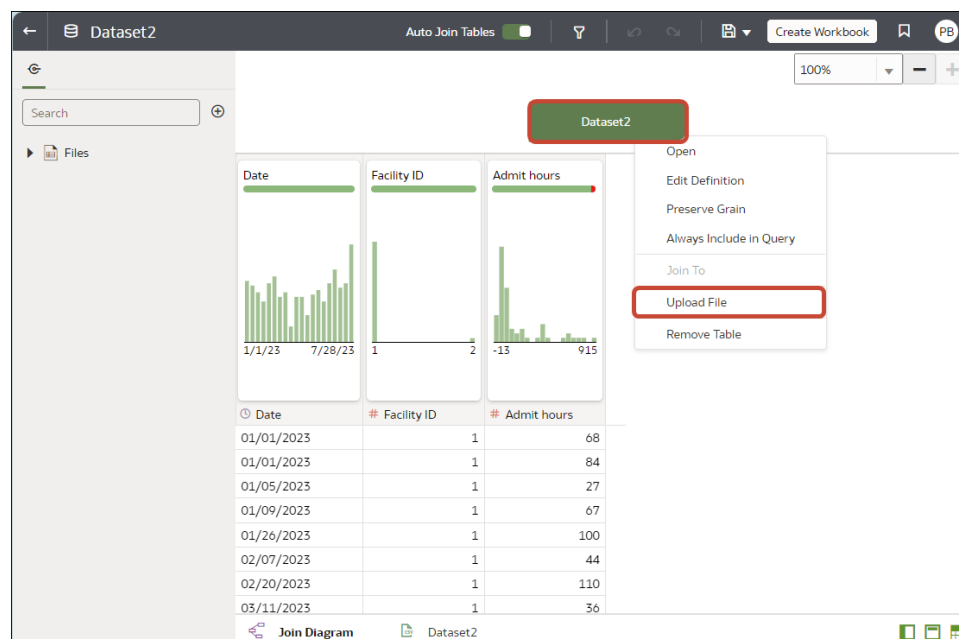 Dataset2
Auto Join Tables
Create Workbook
PB
100%
Search
Files
Dataset2
Open
Edit Definition
Preserve Grain
Always Include in Query
Join To
Upload File
Remove Table
Date Facility ID Admit hours
1/1/23 7/28/23 1 2 -13 915
Date # Facility ID # Admit hours
01/01/2023 1 68
01/01/2023 1 84
01/05/2023 1 27
01/09/2023 1 67
01/26/2023 1 100
02/07/2023 1 44
02/20/2023 1 110
03/11/2023 1 36
Join Diagram Dataset2